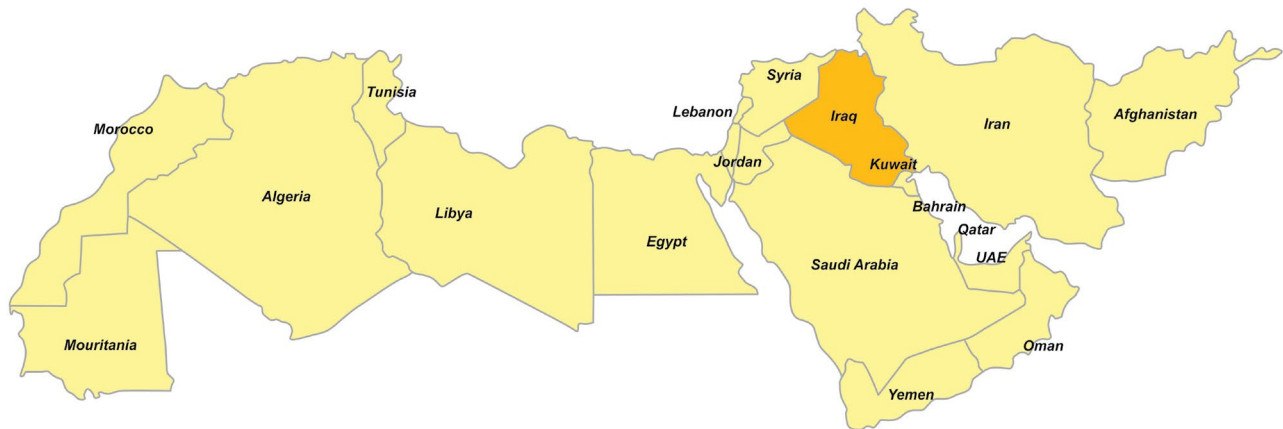 Syria
Tunisia
Lebanon
Iraq
Iran
Afghanistan
Morocco
Jordan
Kuwait
Algeria
Bahrain
Libya
Qatar
Egypt
UAE
Saudi Arabia
Mouritania
Oman
Yemen